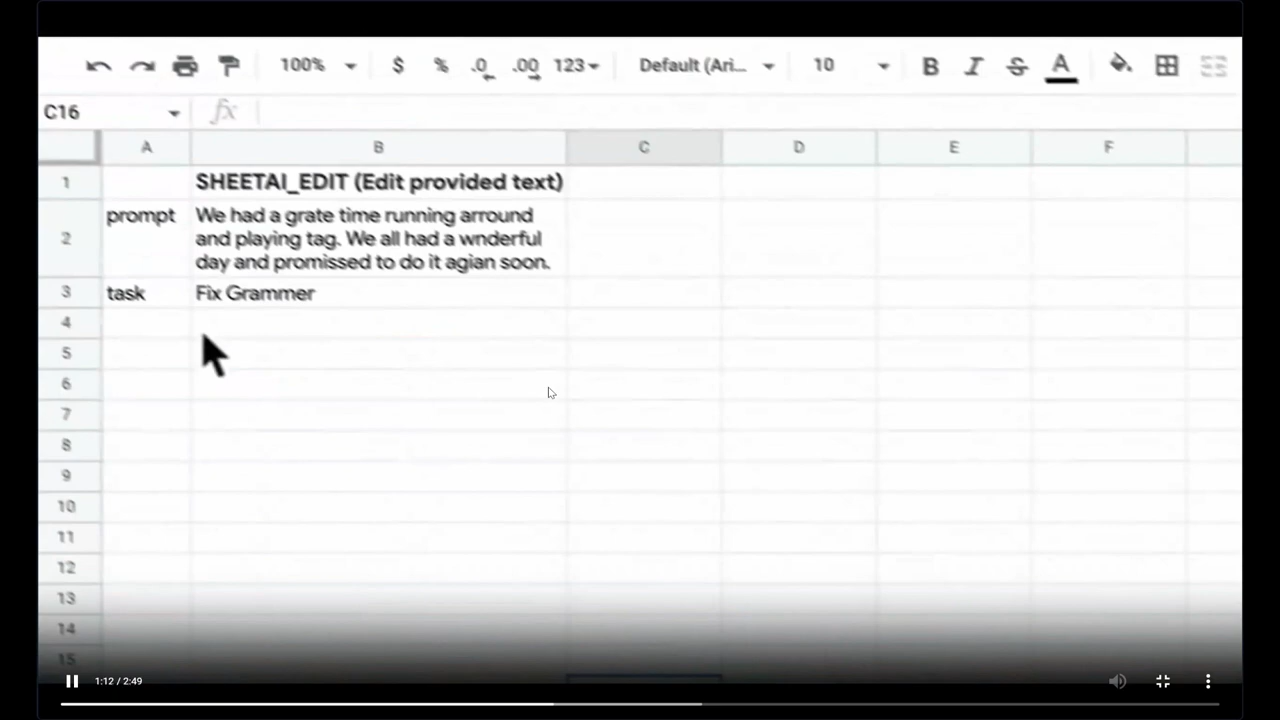 100% $ % .0 .00 123 Default (Ari... 10 B I S A
C16 fx
A B C D E F
1 SHEETAI_EDIT (Edit provided text)
2 prompt We had a grate time running arround
and playing tag. We all had a wnderful
day and promissed to do it agian soon.
3 task Fix Grammer
4
5
6
7
8
9
10
11
12
13
14
15
1:12 / 2:49